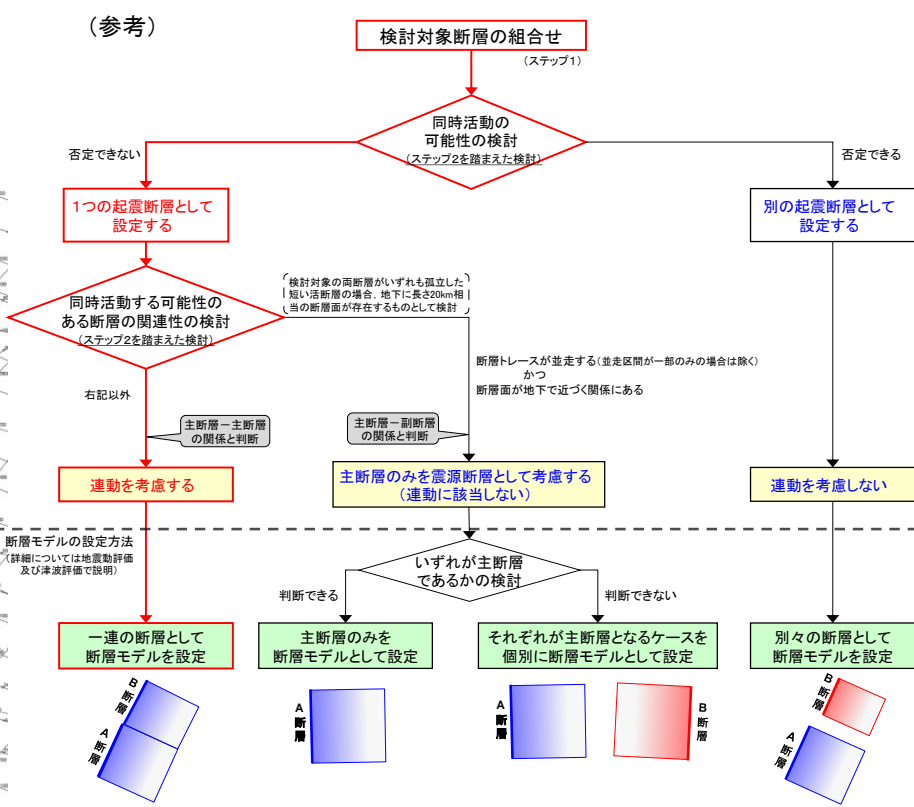 (参考)
検討対象断層の組合せ
(ステップ1)
同時活動の
可能性の検討
(ステップ2を踏まえた検討)
否定できない
否定できる
1つの起震断層として
設定する
別の起震断層として
設定する
同時活動する可能性の
ある断層の関連性の検討
(ステップ2を踏まえた検討)
検討対象の両断層がいずれも孤立した
短い活断層の場合,地下に長さ20km相
当の断層面が存在するものとして検討
断層トレースが並走する(並走区間が一部のみの場合は除く)
かつ
断層面が地下で近づく関係にある
右記以外
主断層-主断層
の関係と判断
主断層-副断層
の関係と判断
連動を考慮する
主断層のみを震源断層として考慮する
(連動に該当しない)
連動を考慮しない
断層モデルの設定方法
(詳細については地震動評価
及び津波評価で説明)
いずれが主断層
であるかの検討
判断できる
判断できない
一連の断層として
断層モデルを設定
主断層のみを
断層モデルとして設定
それぞれが主断層となるケースを
個別に断層モデルとして設定
別々の断層として
断層モデルを設定
B断層
A断層
A断層
A断層
B断層
B断層
A断層